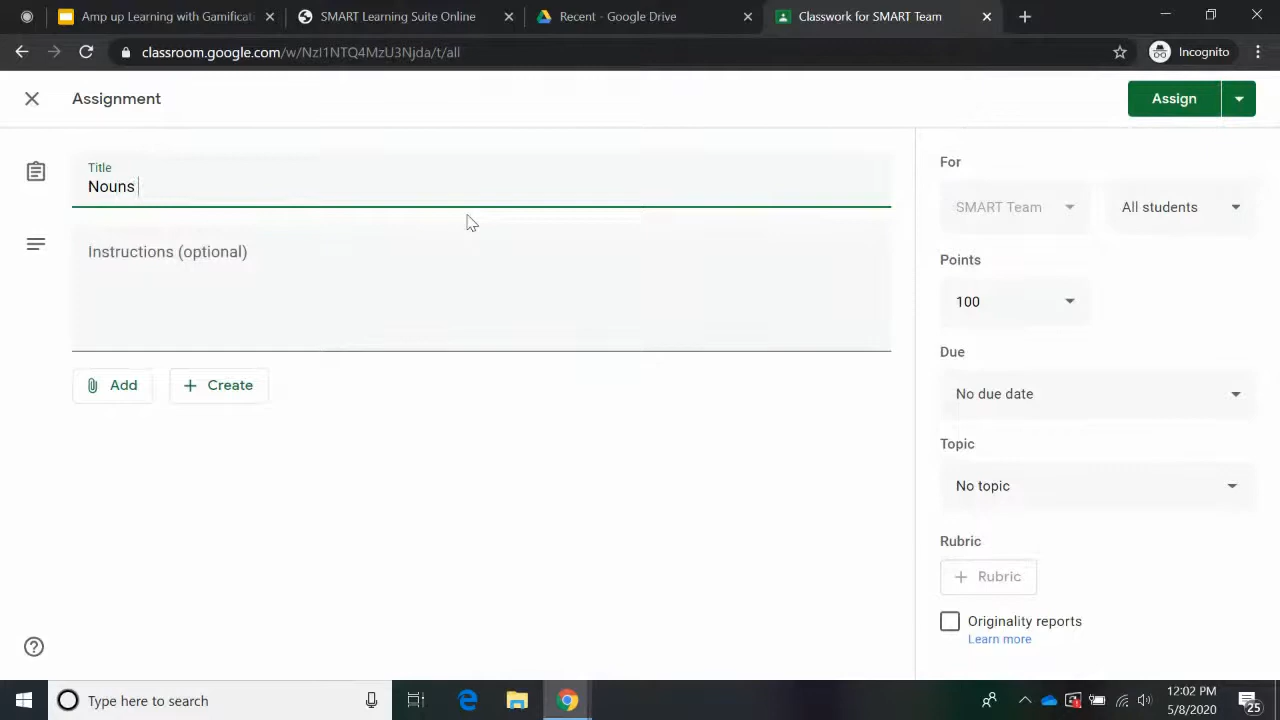 Amp up Learning with Gamificati
SMART Learning Suite Online
Recent - Google Drive
Classwork for SMART Team
classroom.google.com/w/NzI1NTQ4MzU3Njda/t/all
Incognito
Assignment
Assign
Title
Nouns
Instructions (optional)
Add
Create
For
SMART Team
All students
Points
100
Due
No due date
Topic
No topic
Rubric
Rubric
Originality reports
Learn more
Type here to search
12:02 PM
5/8/2020
25